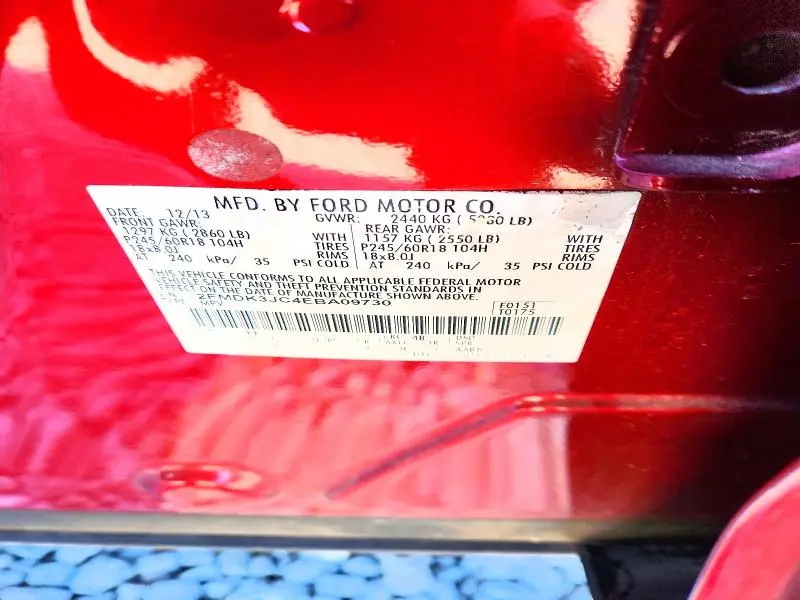 MFD. BY FORD MOTOR CO.
DATE: 12/13 GVWR: 2440 KG ( LB)
FRONT GAWR: REAR GAWR:
1297 KG ( 2860 LB) WITH 1157 KG ( 2550 LB) WITH
P245/60R18 104H TIRES P245/60R18 104H TIRES
18x8.0J RIMS 18x8.0J RIMS
AT 240 kPa/ 35 PSI COLD AT 240 kPa/ 35 PSI COLD
THIS VEHICLE CONFORMS TO ALL APPLICABLE FEDERAL MOTOR
VEHICLE SAFETY AND THEFT PREVENTION STANDARDS IN
EFFECT ON THE DATE OF MANUFACTURE SHOWN ABOVE.
2FMDK3JC4EBA09730 F0151
MPV T0175
48